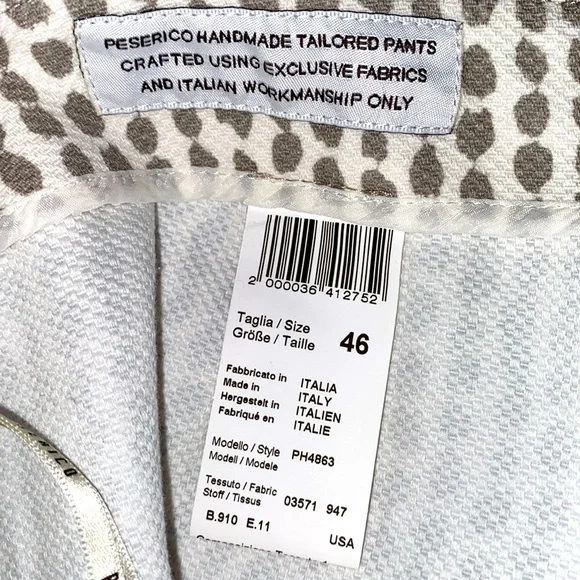 PESERICO HANDMADE TAILORED PANTS
CRAFTED USING EXCLUSIVE FABRICS
AND ITALIAN WORKMANSHIP ONLY
2 000036 412752
Taglia / Size
Größe / Taille 46
Fabbricato in ITALIA
Made in ITALY
Hergestellt in ITALIEN
Fabriqué en ITALIE
Modello / Style PH4863
Modell / Modele
Tessuto / Fabric 03571 947
Stoff / Tissus
B.910 E.11 USA